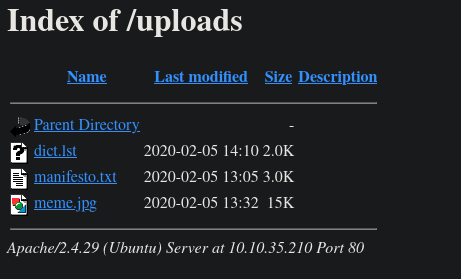 Index of /uploads
Name Last modified Size Description
Parent Directory -
dict.lst 2020-02-05 14:10 2.0K
manifesto.txt 2020-02-05 13:05 3.0K
meme.jpg 2020-02-05 13:32 15K
Apache/2.4.29 (Ubuntu) Server at 10.10.35.210 Port 80